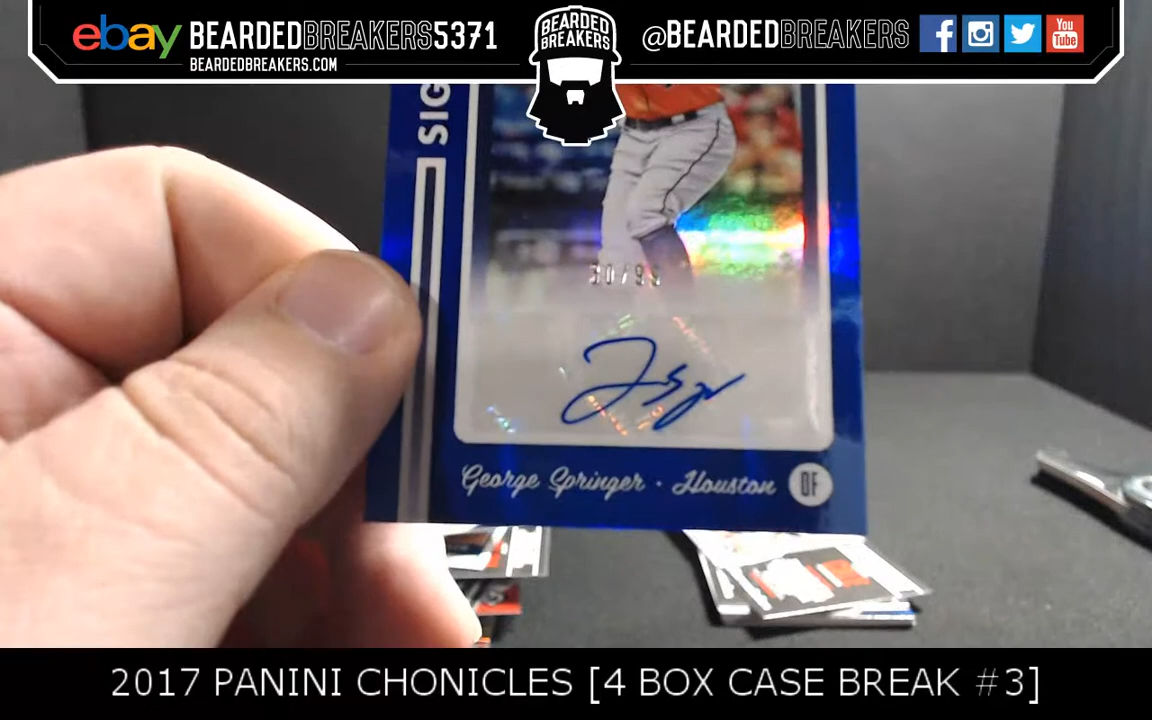 ebay BEARDEDBREAKERS5371
BEARDEDBREAKERS.COM
BEARDED
BREAKERS
@BEARDEDBREAKERS
You
Tube
SIG
George Springer · Houston OF
2017 PANINI CHONICLES [4 BOX CASE BREAK #3]